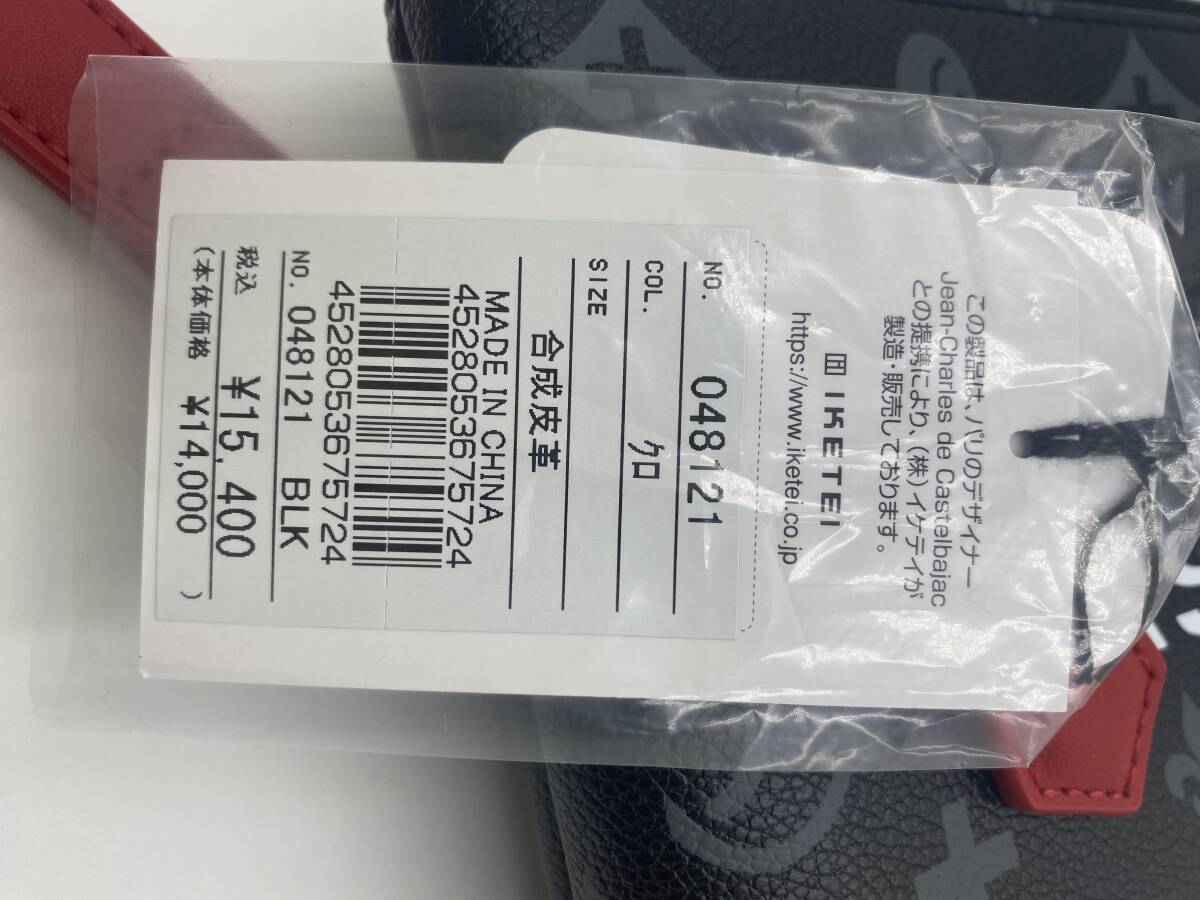 この製品は、パリのデザイナー
Jean-Charles de Castelbajac
との提携により、(株)イケテイが
製造・販売しております。
IKETEI
https://www.iketei.co.jp
NO. 048121
COL. クロ
SIZE
合成皮革
MADE IN CHINA
4528053675724
4528053675724
NO. 048121 BLK
税込 ¥15,400
(本体価格 ¥14,000 )